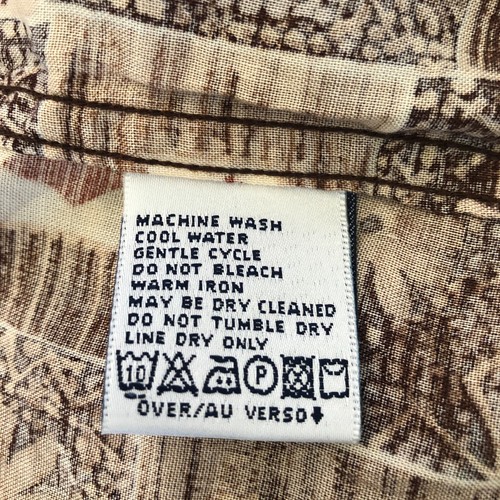 MACHINE WASH
COOL WATER
GENTLE CYCLE
DO NOT BLEACH
WARM IRON
MAY BE DRY CLEANED
DO NOT TUMBLE DRY
LINE DRY ONLY
10 P
OVER/AU VERSO